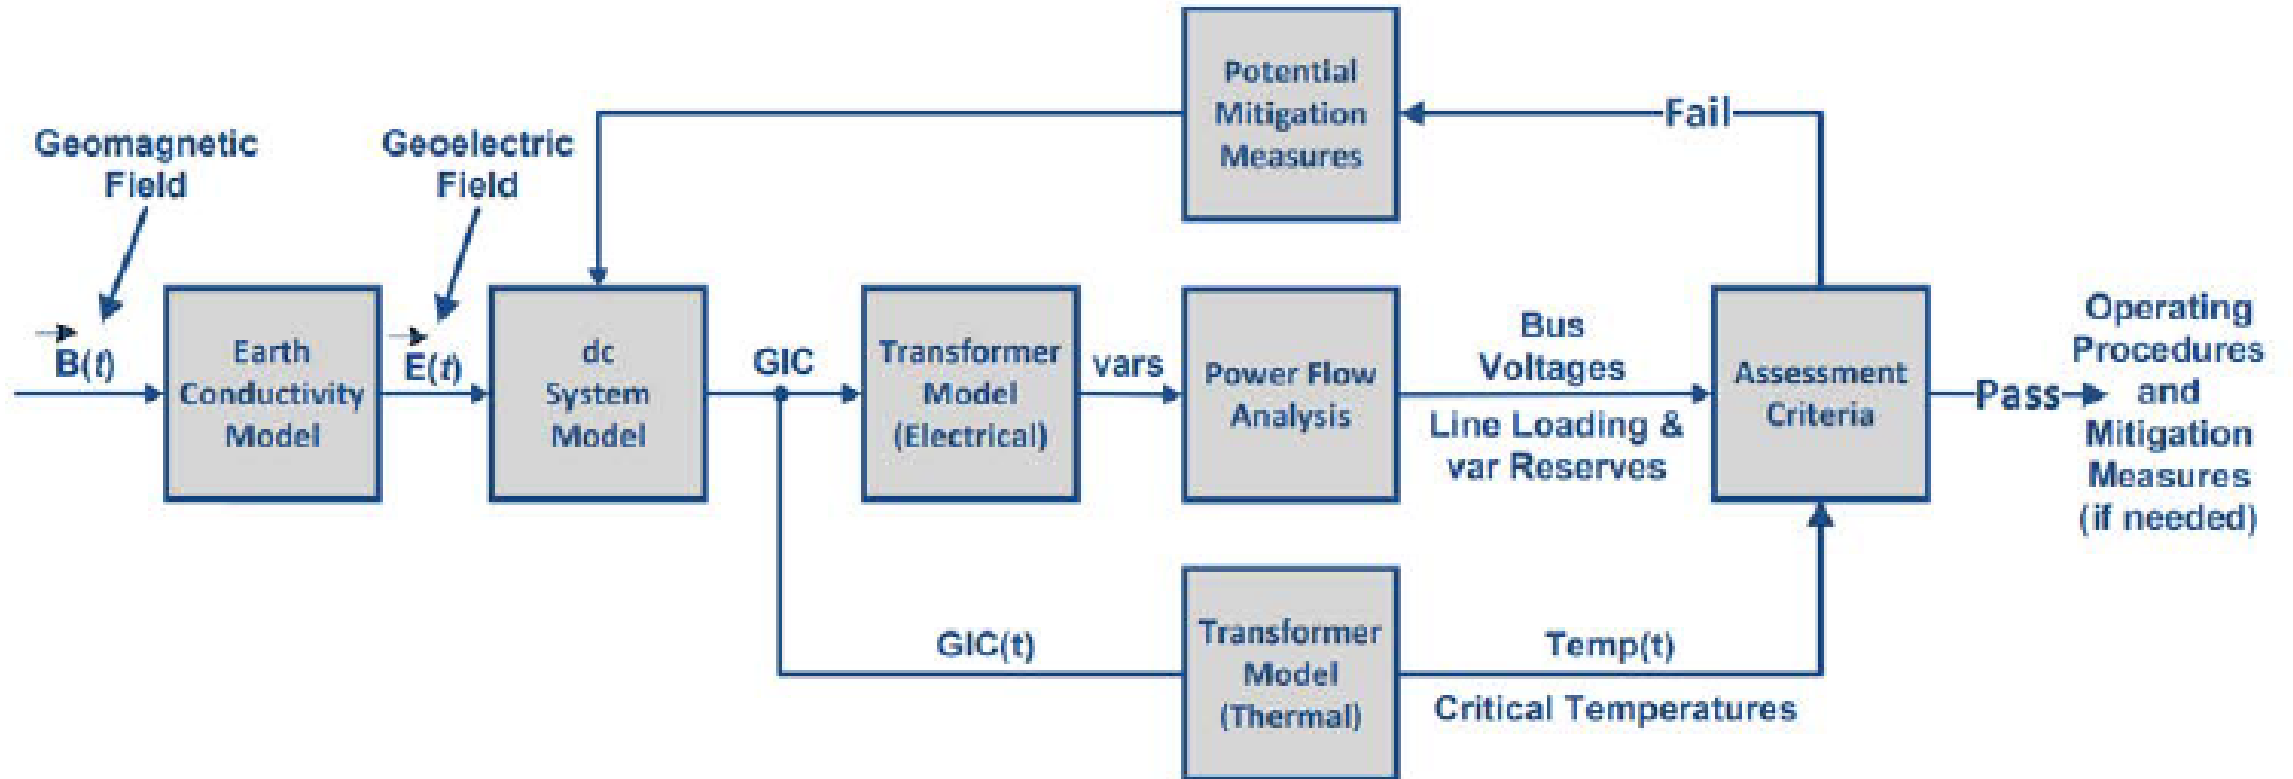 Potential
Mitigation
Measures
Fail
Geomagnetic
Field
Geoelectric
Field
B(t)
Earth
Conductivity
Model
E(t)
dc
System
Model
GIC
Transformer
Model
(Electrical)
vars
Power Flow
Analysis
Bus
Voltages
Line Loading &
var Reserves
Assessment
Criteria
Pass
Operating
Procedures
and
Mitigation
Measures
(if needed)
GIC(t)
Transformer
Model
(Thermal)
Temp(t)
Critical Temperatures